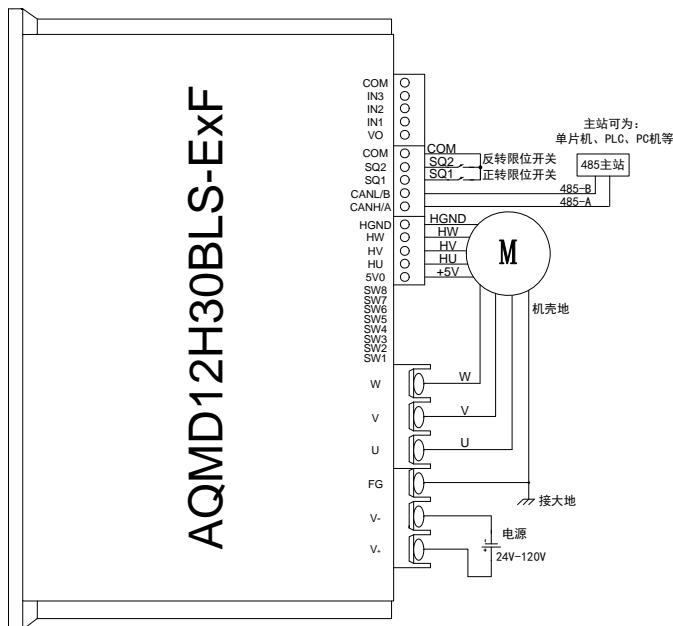 AQMD12H30BLS-ExF
COM
IN3
IN2
IN1
VO
COM
SQ2
SQ1
CANL/B
CANH/A
HGND
HW
HV
HU
5V0
SW8
SW7
SW6
SW5
SW4
SW3
SW2
SW1
W
V
U
FG
V-
V+
COM
SQ2
反转限位开关
SQ1
正转限位开关
主站可为：
单片机、PLC、PC机等
485主站
485-B
485-A
HGND
HW
HV
HU
+5V
M
机壳地
W
V
U
接大地
电源
24V-120V